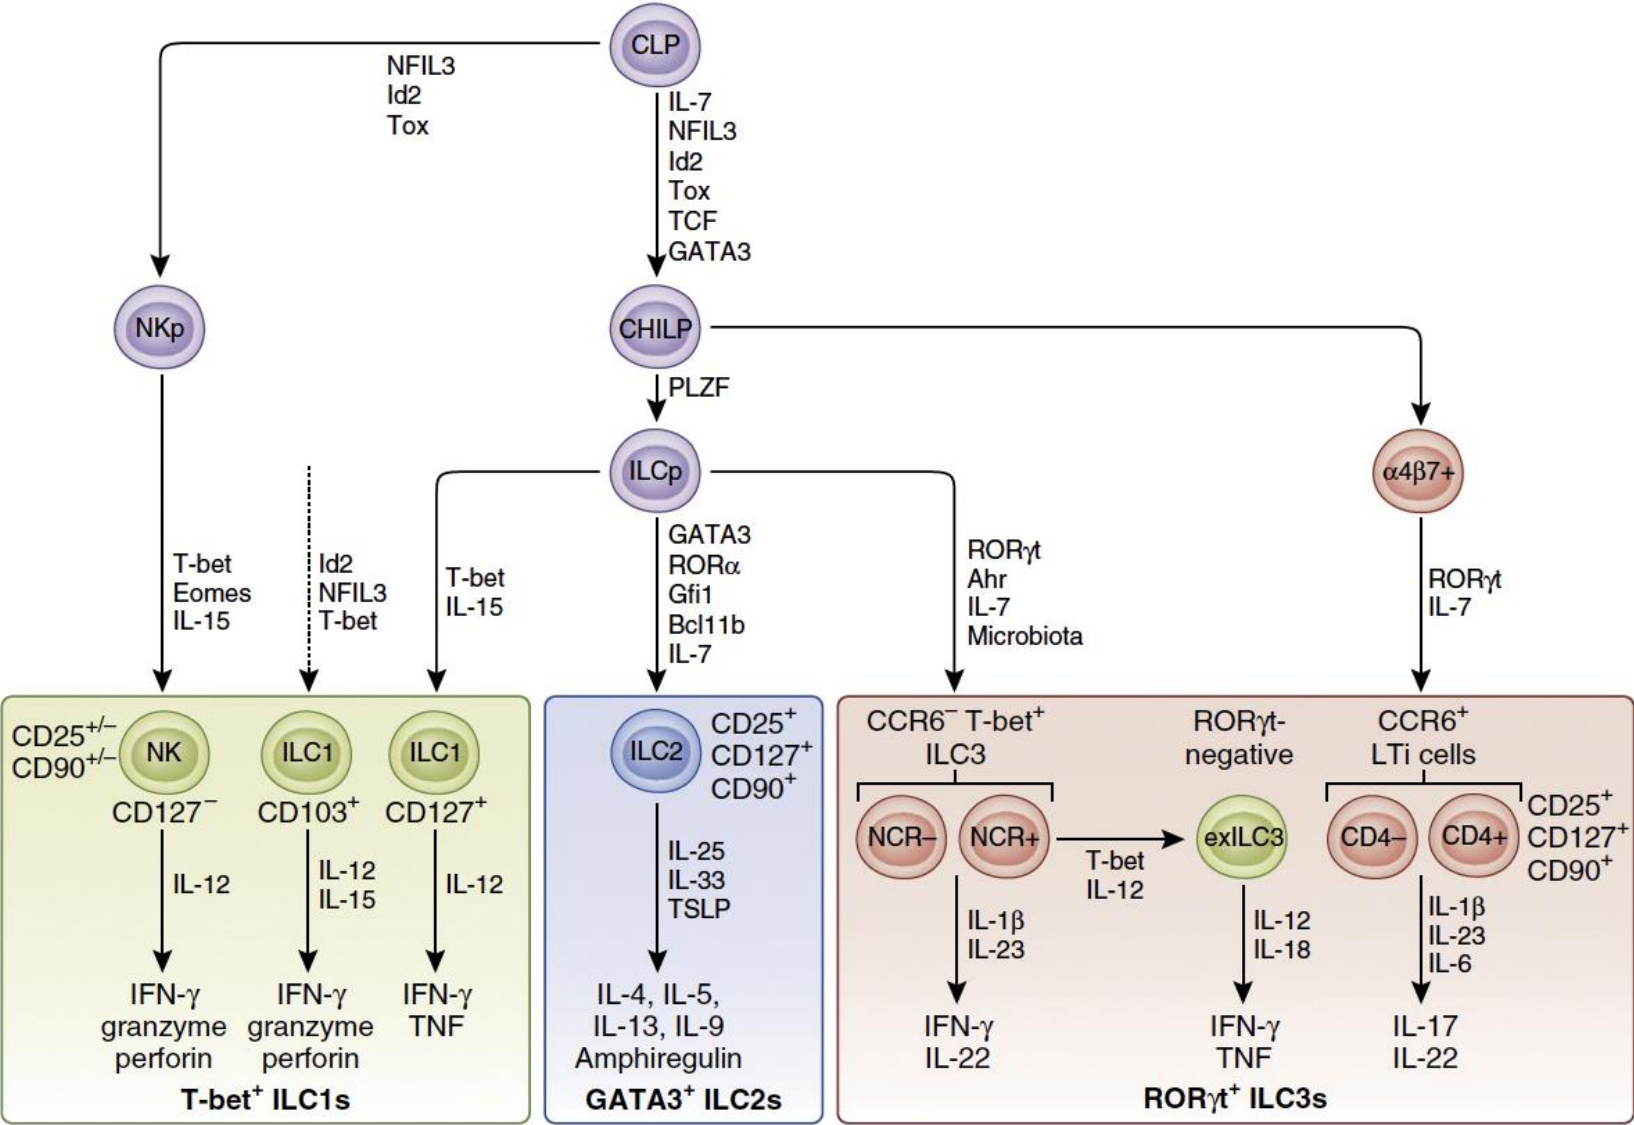 CLP
NFIL3
Id2
Tox
IL-7
NFIL3
Id2
Tox
TCF
GATA3
NKp
CHILP
PLZF
ILCp
α4β7+
T-bet
Eomes
IL-15
Id2
NFIL3
T-bet
T-bet
IL-15
GATA3
RORα
Gfi1
Bcl11b
IL-7
RORγt
Ahr
IL-7
Microbiota
RORγt
IL-7
CD25⁺/⁻
CD90⁺/⁻
NK
CD127⁻
ILC1
CD103⁺
ILC1
CD127⁺
IL-12
IL-12
IL-15
IL-12
IFN-γ
granzyme
perforin
IFN-γ
granzyme
perforin
IFN-γ
TNF
T-bet⁺ ILC1s
ILC2
CD25⁺
CD127⁺
CD90⁺
IL-25
IL-33
TSLP
IL-4, IL-5,
IL-13, IL-9
Amphiregulin
GATA3⁺ ILC2s
CCR6⁻ T-bet⁺
ILC3
NCR–
NCR+
T-bet
IL-12
RORγt-
negative
exILC3
CCR6⁺
LTi cells
CD4–
CD4+
CD25⁺
CD127⁺
CD90⁺
IL-1β
IL-23
IL-12
IL-18
IL-1β
IL-23
IL-6
IFN-γ
IL-22
IFN-γ
TNF
IL-17
IL-22
RORγt⁺ ILC3s